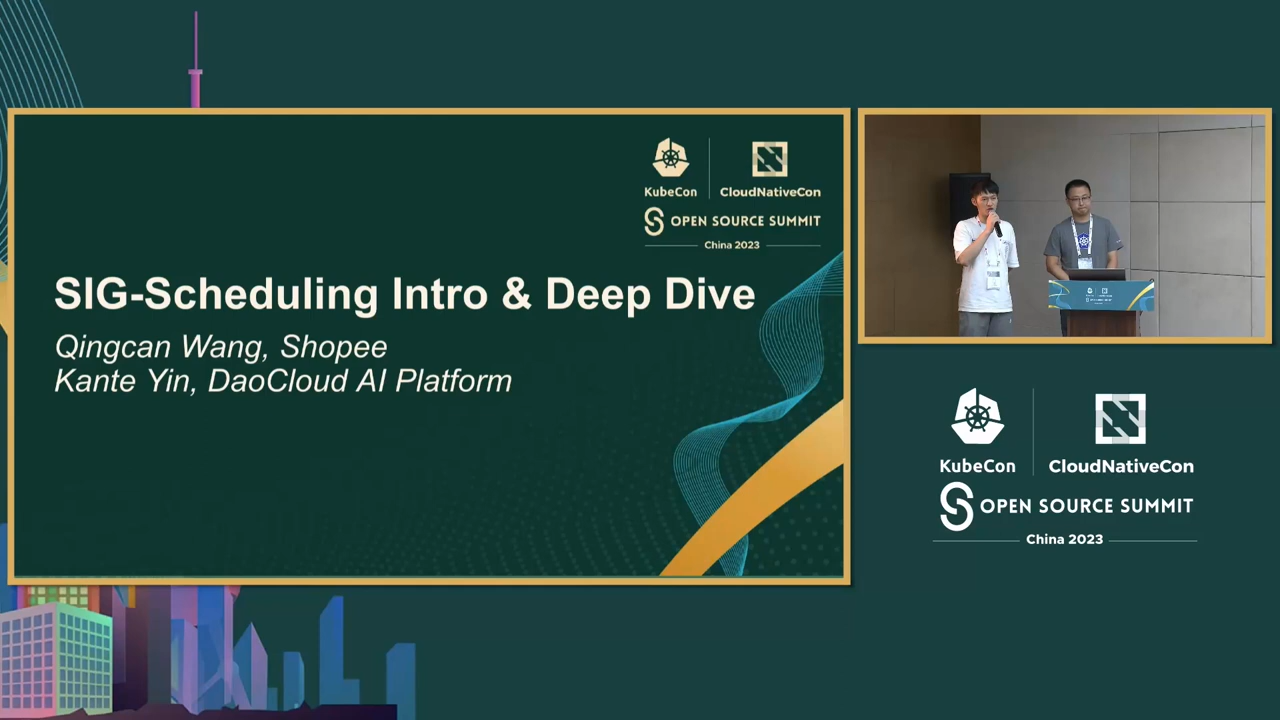 KubeCon
CloudNativeCon
OPEN SOURCE SUMMIT
China 2023
SIG-Scheduling Intro & Deep Dive
Qingcan Wang, Shopee
Kante Yin, DaoCloud AI Platform
KubeCon
CloudNativeCon
OPEN SOURCE SUMMIT
China 2023